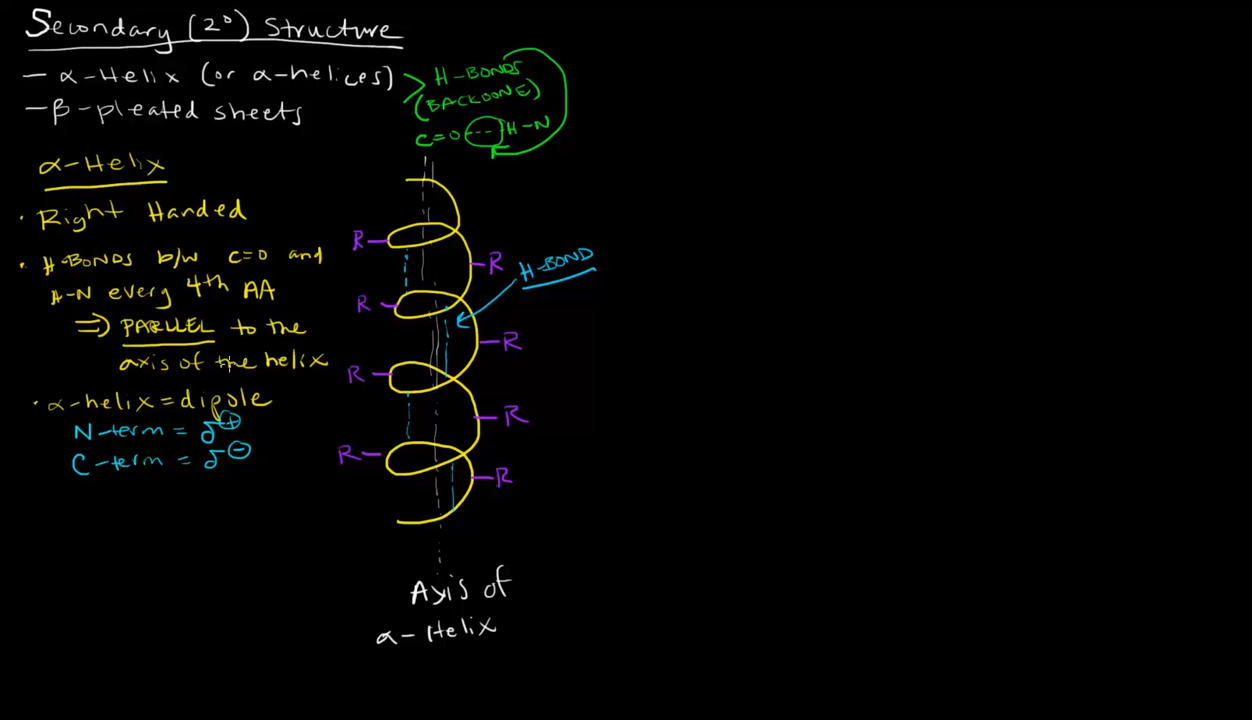 Secondary (2°) Structure
— α-Helix (or α-helices)
— β-pleated sheets
H-BONDS
(BACKBONE)
C=O---H-N
α-Helix
• Right Handed
• H-BONDS b/w C=O and
H-N every 4th AA
⇒ PARLLEL to the
axis of the helix
• α-helix = dipole
N-term = δ⊕
C-term = δ⊖
R
R
H-BOND
R
R
R
R
R
R
Axis of
α-Helix